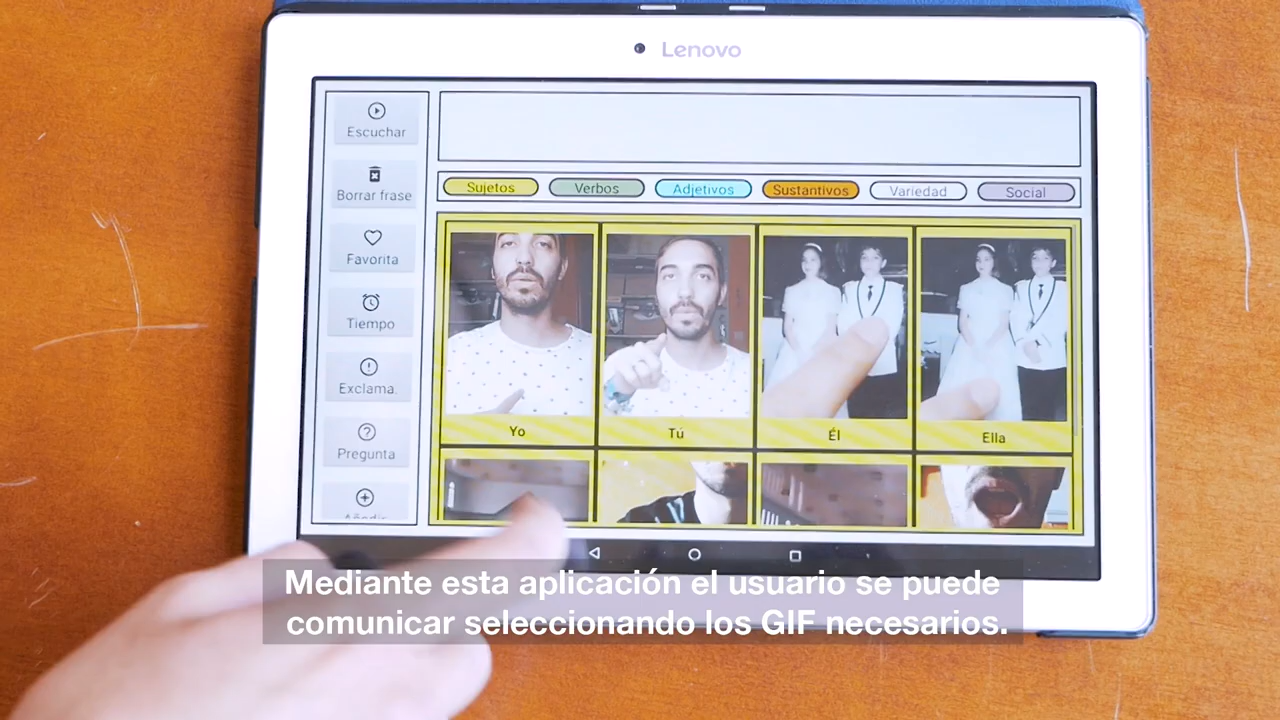 Lenovo
Escuchar
Borrar frase
Favorita
Tiempo
Exclama.
Pregunta
Añadir
Sujetos
Verbos
Adjetivos
Sustantivos
Variedad
Social
Yo
Tú
Él
Ella
Mediante esta aplicación el usuario se puede
comunicar seleccionando los GIF necesarios.